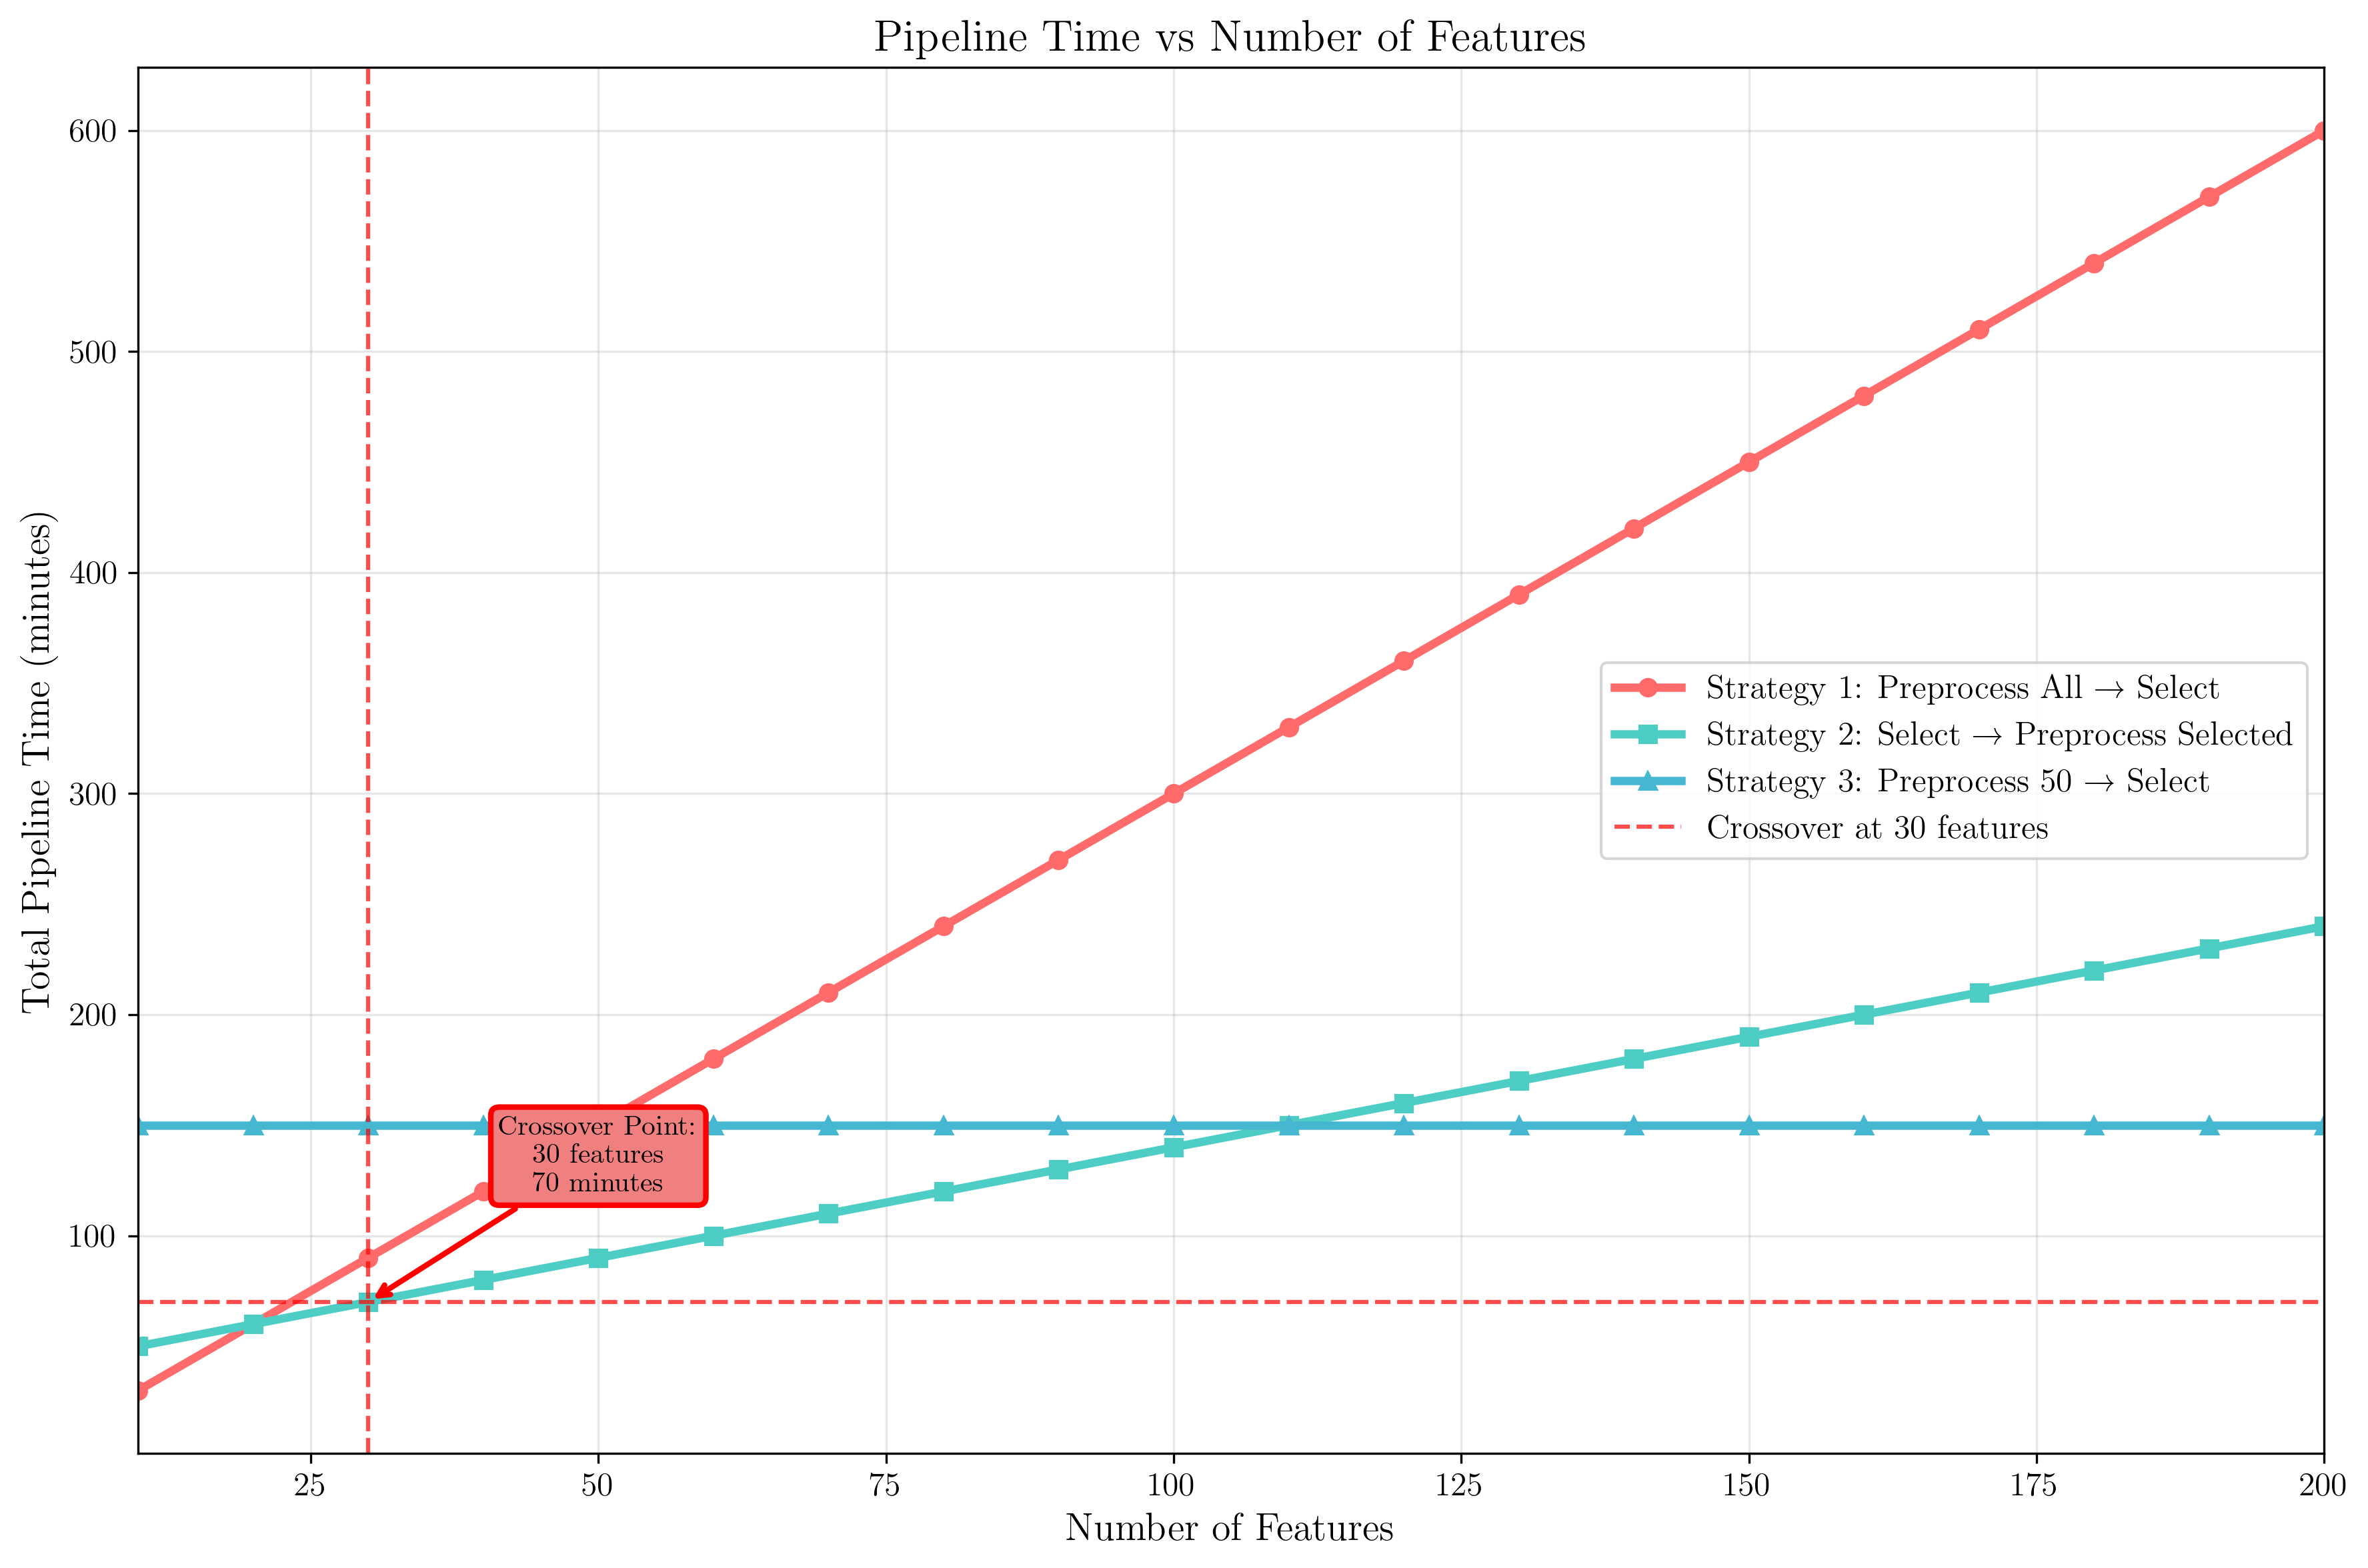 Pipeline Time vs Number of Features
Total Pipeline Time (minutes)
600
500
400
300
200
100
Strategy 1: Preprocess All → Select
Strategy 2: Select → Preprocess Selected
Strategy 3: Preprocess 50 → Select
Crossover at 30 features
Crossover Point:
30 features
70 minutes
25 50 75 100 125 150 175 200
Number of Features